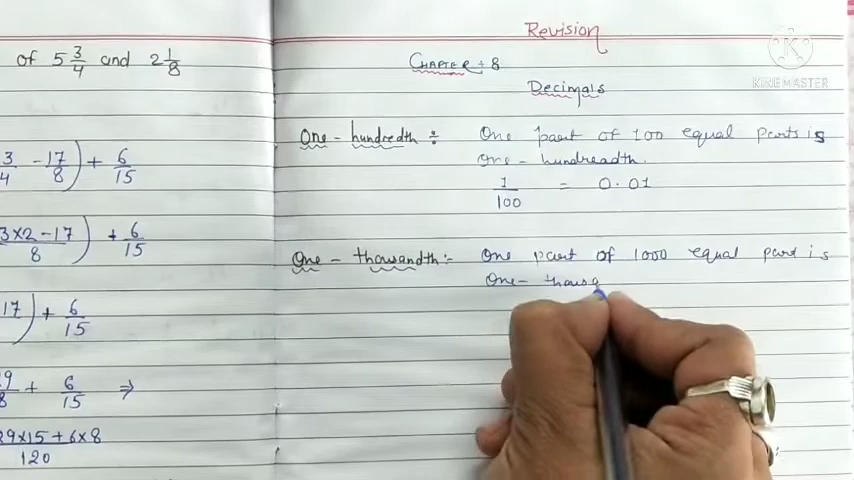 of 5 3/4 and 2 1/8
3/4 - 17/8) + 6/15
3×2-17/8) + 6/15
17) + 6/15
29/8 + 6/15 ⇒
29×15+6×8/120
Revision
CHAPTER ÷ 8
Decimals
One - hundredth ÷ One part of 100 equal parts is
One - hundreadth.
1/100 = 0.01
One - thowsandth :- One part of 1000 equal part is
One - thousa
KINEMASTER